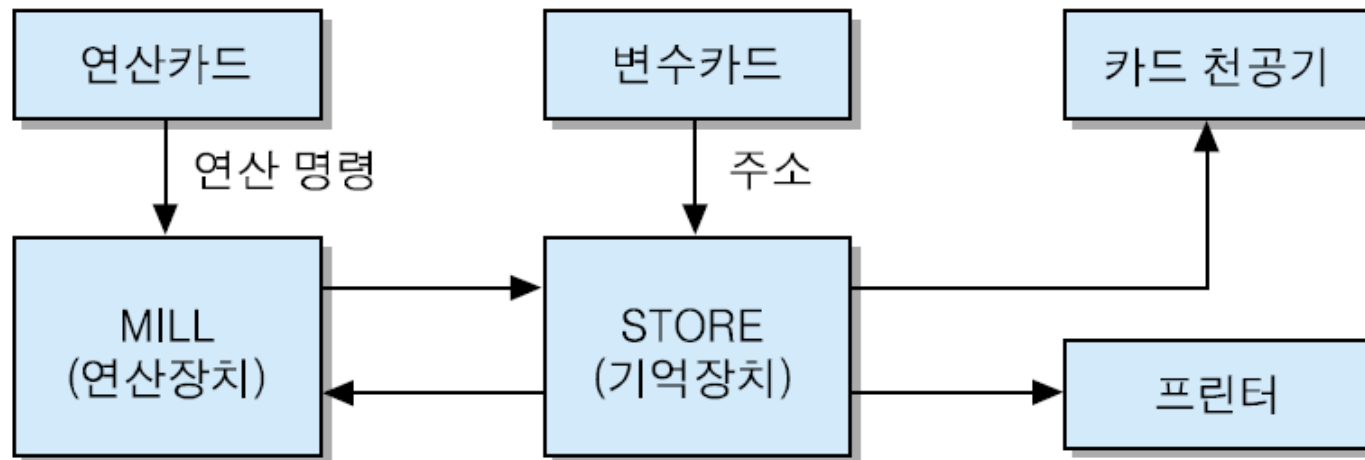 연산카드
변수카드
카드 천공기
연산 명령
주소
MILL
(연산장치)
STORE
(기억장치)
프린터